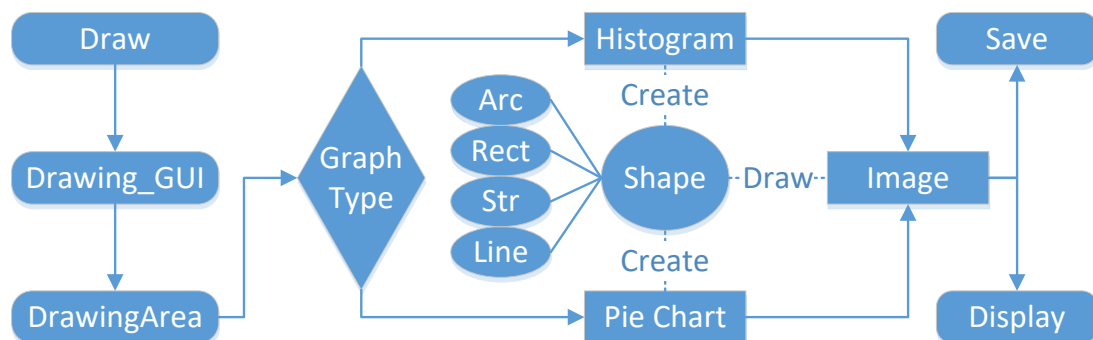 Draw
Drawing_GUI
DrawingArea
Graph
Type
Histogram
Create
Arc
Rect
Str
Line
Shape
Draw
Image
Create
Pie Chart
Save
Display